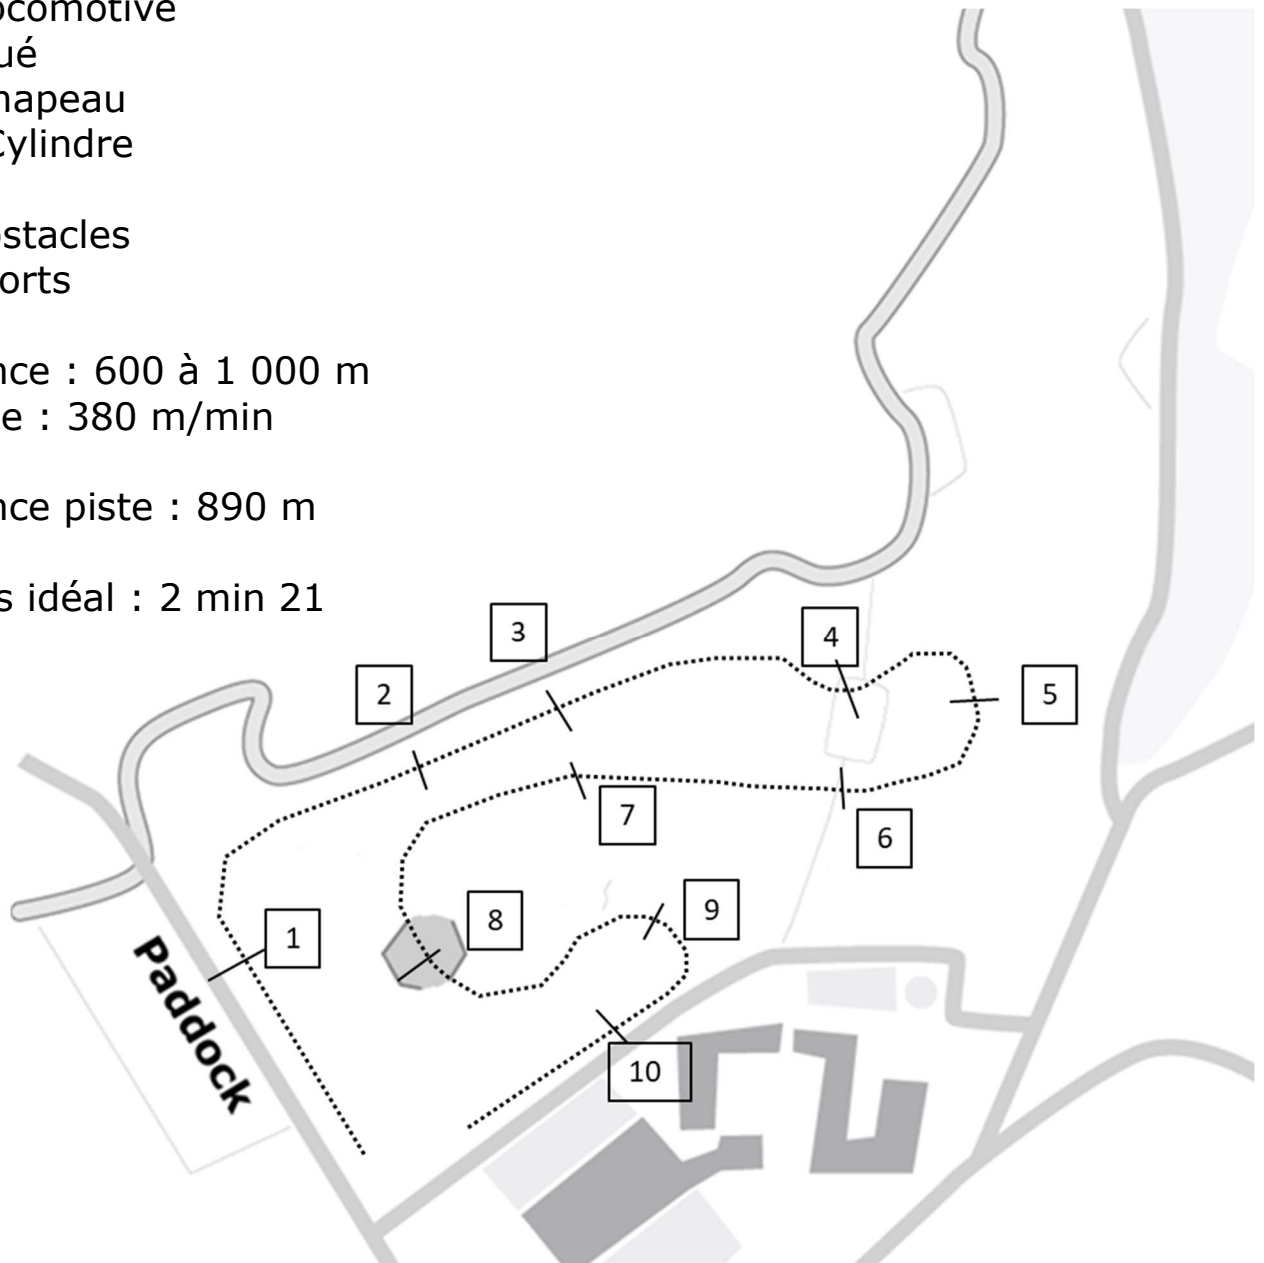 ocomotive
ué
hapeau
Cylindre
stacles
orts
nce : 600 à 1 000 m
e : 380 m/min
nce piste : 890 m
s idéal : 2 min 21
3
4
2
5
7
6
8
9
1
Paddock
10